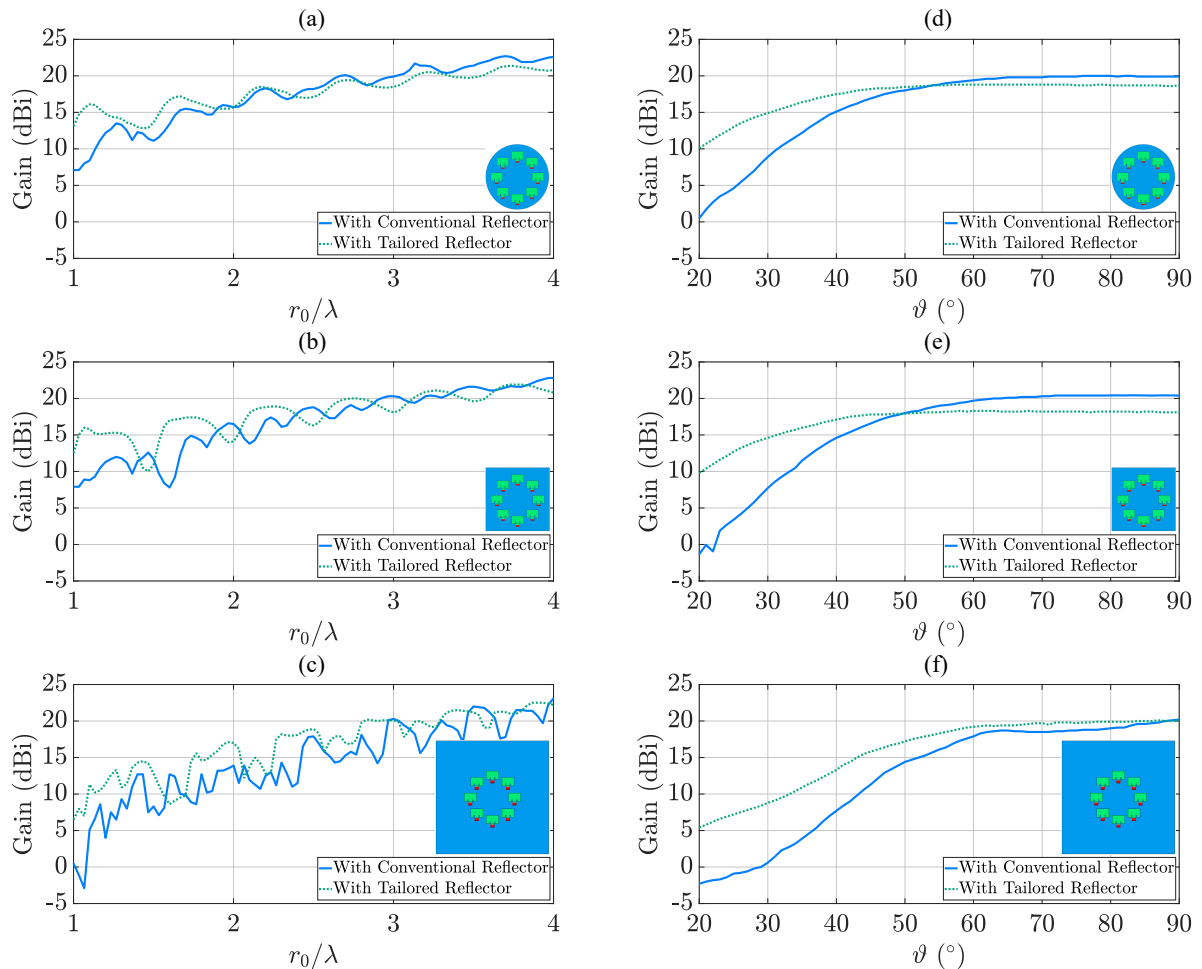 (a)
25
20
15
10
5
0
-5
Gain (dBi)
With Conventional Reflector
With Tailored Reflector
1 2 3 4
r₀/λ
(d)
25
20
15
10
5
0
-5
Gain (dBi)
With Conventional Reflector
With Tailored Reflector
20 30 40 50 60 70 80 90
ϑ (°)
(b)
25
20
15
10
5
0
-5
Gain (dBi)
With Conventional Reflector
With Tailored Reflector
1 2 3 4
r₀/λ
(e)
25
20
15
10
5
0
-5
Gain (dBi)
With Conventional Reflector
With Tailored Reflector
20 30 40 50 60 70 80 90
ϑ (°)
(c)
25
20
15
10
5
0
-5
Gain (dBi)
With Conventional Reflector
With Tailored Reflector
1 2 3 4
r₀/λ
(f)
25
20
15
10
5
0
-5
Gain (dBi)
With Conventional Reflector
With Tailored Reflector
20 30 40 50 60 70 80 90
ϑ (°)